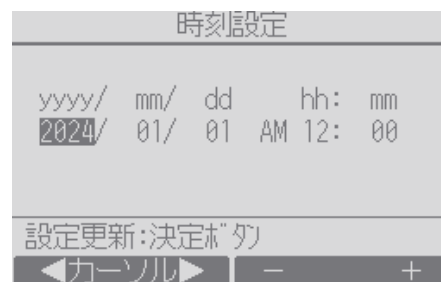 時刻設定
yyyy/ mm/ dd hh: mm
2024/ 01/ 01 AM 12: 00
設定更新:決定ﾎﾞﾀﾝ
◀カーソル▶ － ＋